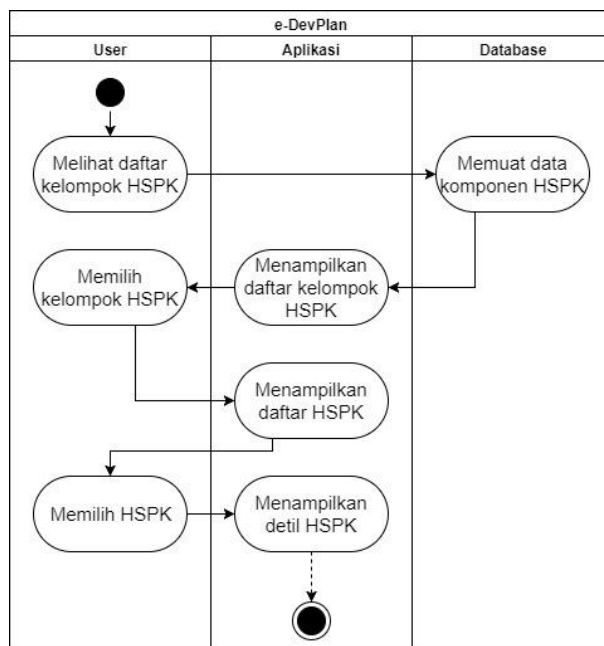 e-DevPlan
User
Aplikasi
Database
Melihat daftar
kelompok HSPK
Memuat data
komponen HSPK
Memilih
kelompok HSPK
Menampilkan
daftar kelompok
HSPK
Menampilkan
daftar HSPK
Memilih HSPK
Menampilkan
detil HSPK